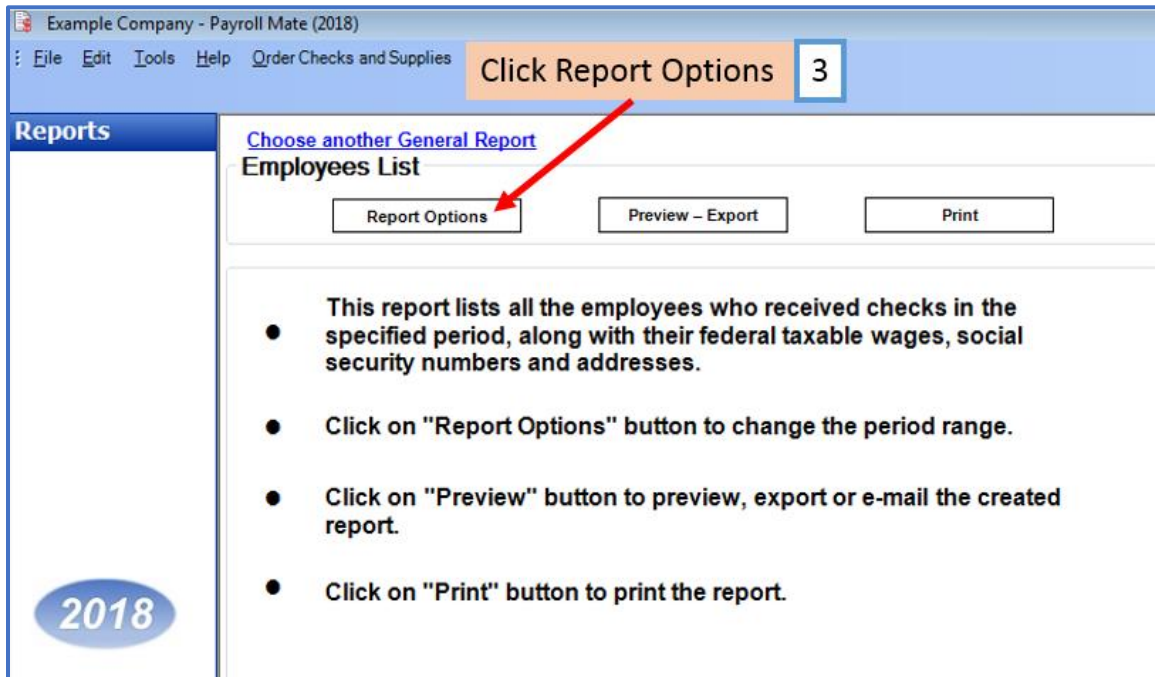 Example Company - Payroll Mate (2018)
File Edit Tools Help Order Checks and Supplies
Click Report Options 3
Reports
Choose another General Report
Employees List
Report Options Preview – Export Print
● This report lists all the employees who received checks in the
specified period, along with their federal taxable wages, social
security numbers and addresses.
● Click on "Report Options" button to change the period range.
● Click on "Preview" button to preview, export or e-mail the created
report.
● Click on "Print" button to print the report.
2018